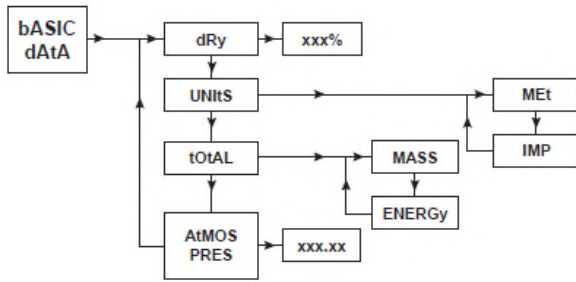 bASIC
dAtA
dRy
xxx%
UNItS
MEt
IMP
tOtAL
MASS
ENERGy
AtMOS
PRES
xxx.xx